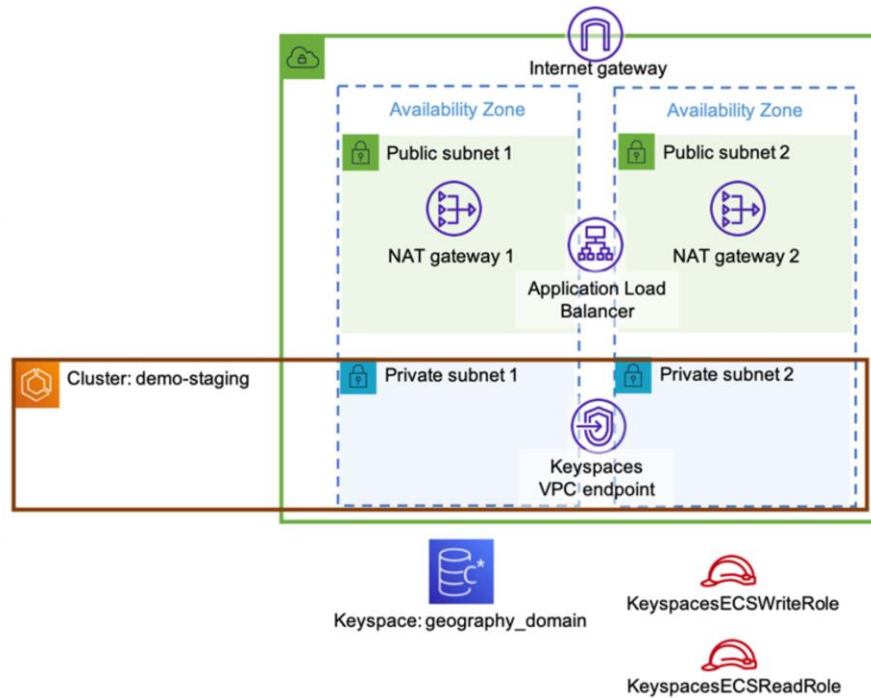 Internet gateway
Availability Zone
Availability Zone
Public subnet 1
Public subnet 2
NAT gateway 1
NAT gateway 2
Application Load
Balancer
Cluster: demo-staging
Private subnet 1
Private subnet 2
Keyspaces
VPC endpoint
C*
Keyspace: geography_domain
KeyspacesECSWriteRole
KeyspacesECSReadRole